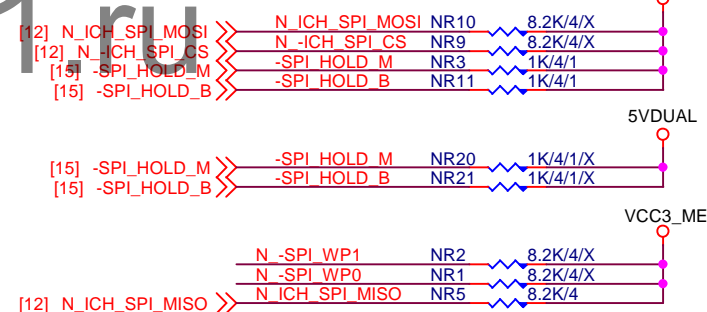 1.ru
[12] N_ICH_SPI_MOSI N_ICH_SPI_MOSI NR10 8.2K/4/X
[12] N_-ICH_SPI_CS N_-ICH_SPI_CS NR9 8.2K/4/X
[15] -SPI_HOLD_M -SPI_HOLD_M NR3 1K/4/1
[15] -SPI_HOLD_B -SPI_HOLD_B NR11 1K/4/1
5VDUAL
[15] -SPI_HOLD_M -SPI_HOLD_M NR20 1K/4/1/X
[15] -SPI_HOLD_B -SPI_HOLD_B NR21 1K/4/1/X
VCC3_ME
N_-SPI_WP1 NR2 8.2K/4/X
N_-SPI_WP0 NR1 8.2K/4/X
[12] N_ICH_SPI_MISO N_ICH_SPI_MISO NR5 8.2K/4